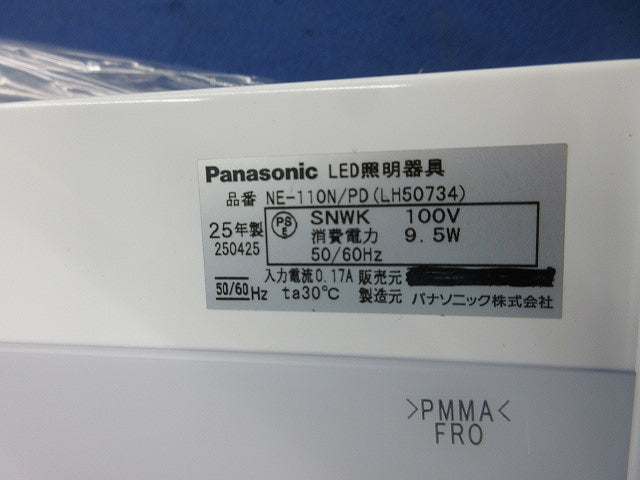 Panasonic LED照明器具
品番 NE-110N/PD(LH50734)
25年製
250425
PS
E
SNWK 100V
消費電力 9.5W
50/60Hz
入力電流0.17A 販売元
50/60Hz ta30℃ 製造元 パナソニック株式会社
>PMMA<
FRO